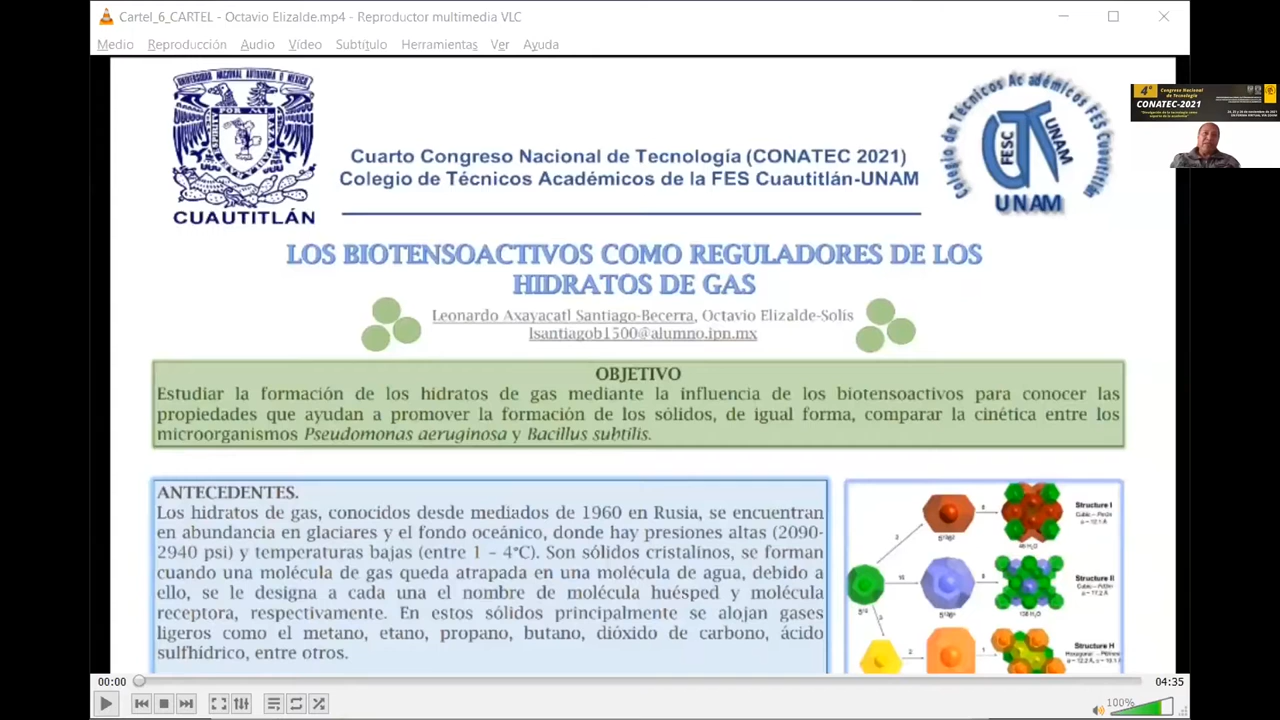 Cartel_6_CARTEL - Octavio Elizalde.mp4 - Reproductor multimedia VLC
Medio Reproducción Audio Vídeo Subtítulo Herramientas Ver Ayuda
CUAUTITLÁN
Cuarto Congreso Nacional de Tecnología (CONATEC 2021)
Colegio de Técnicos Académicos de la FES Cuautitlán-UNAM
Colegio de Técnicos Académicos FES Cuautitlán
FESC
UNAM
UNAM
4º Congreso Nacional
de Tecnología
CONATEC-2021
LOS BIOTENSOACTIVOS COMO REGULADORES DE LOS
HIDRATOS DE GAS
Leonardo Axayacatl Santiago-Becerra, Octavio Elizalde-Solis
lsantiagob1500@alumno.ipn.mx
OBJETIVO
Estudiar la formación de los hidratos de gas mediante la influencia de los biotensoactivos para conocer las
propiedades que ayudan a promover la formación de los sólidos, de igual forma, comparar la cinética entre los
microorganismos Pseudomonas aeruginosa y Bacillus subtilis.
ANTECEDENTES.
Los hidratos de gas, conocidos desde mediados de 1960 en Rusia, se encuentran
en abundancia en glaciares y el fondo oceánico, donde hay presiones altas (2090-
2940 psi) y temperaturas bajas (entre 1 – 4°C). Son sólidos cristalinos, se forman
cuando una molécula de gas queda atrapada en una molécula de agua, debido a
ello, se le designa a cada una el nombre de molécula huésped y molécula
receptora, respectivamente. En estos sólidos principalmente se alojan gases
ligeros como el metano, etano, propano, butano, dióxido de carbono, ácido
sulfhídrico, entre otros.
Structure I
46 H₂O
Structure II
Structure H
00:00
04:35
100%